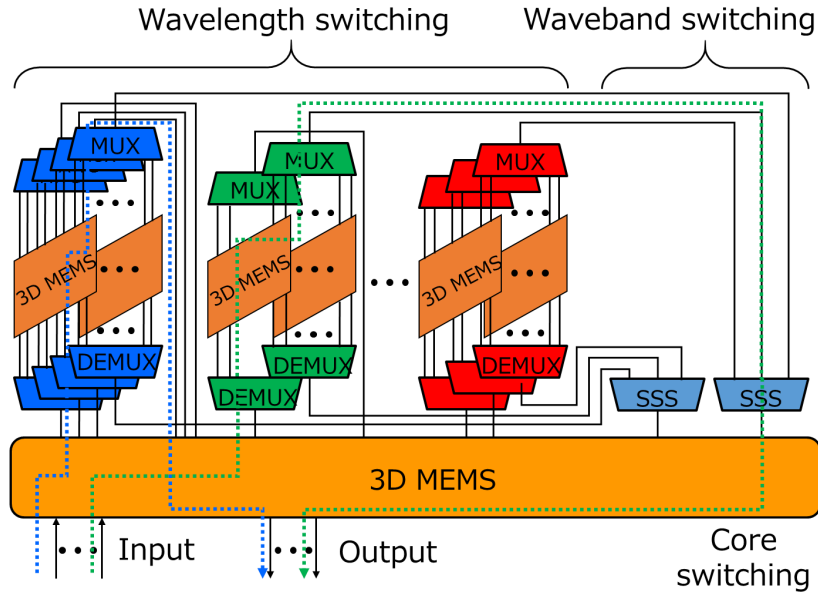 Wavelength switching
Waveband switching
MUX
MUX
MUX
MUX
3D MEMS
3D MEMS
3D MEMS
DEMUX
DEMUX
DEMUX
DEMUX
SSS
SSS
3D MEMS
Input
Output
Core
switching